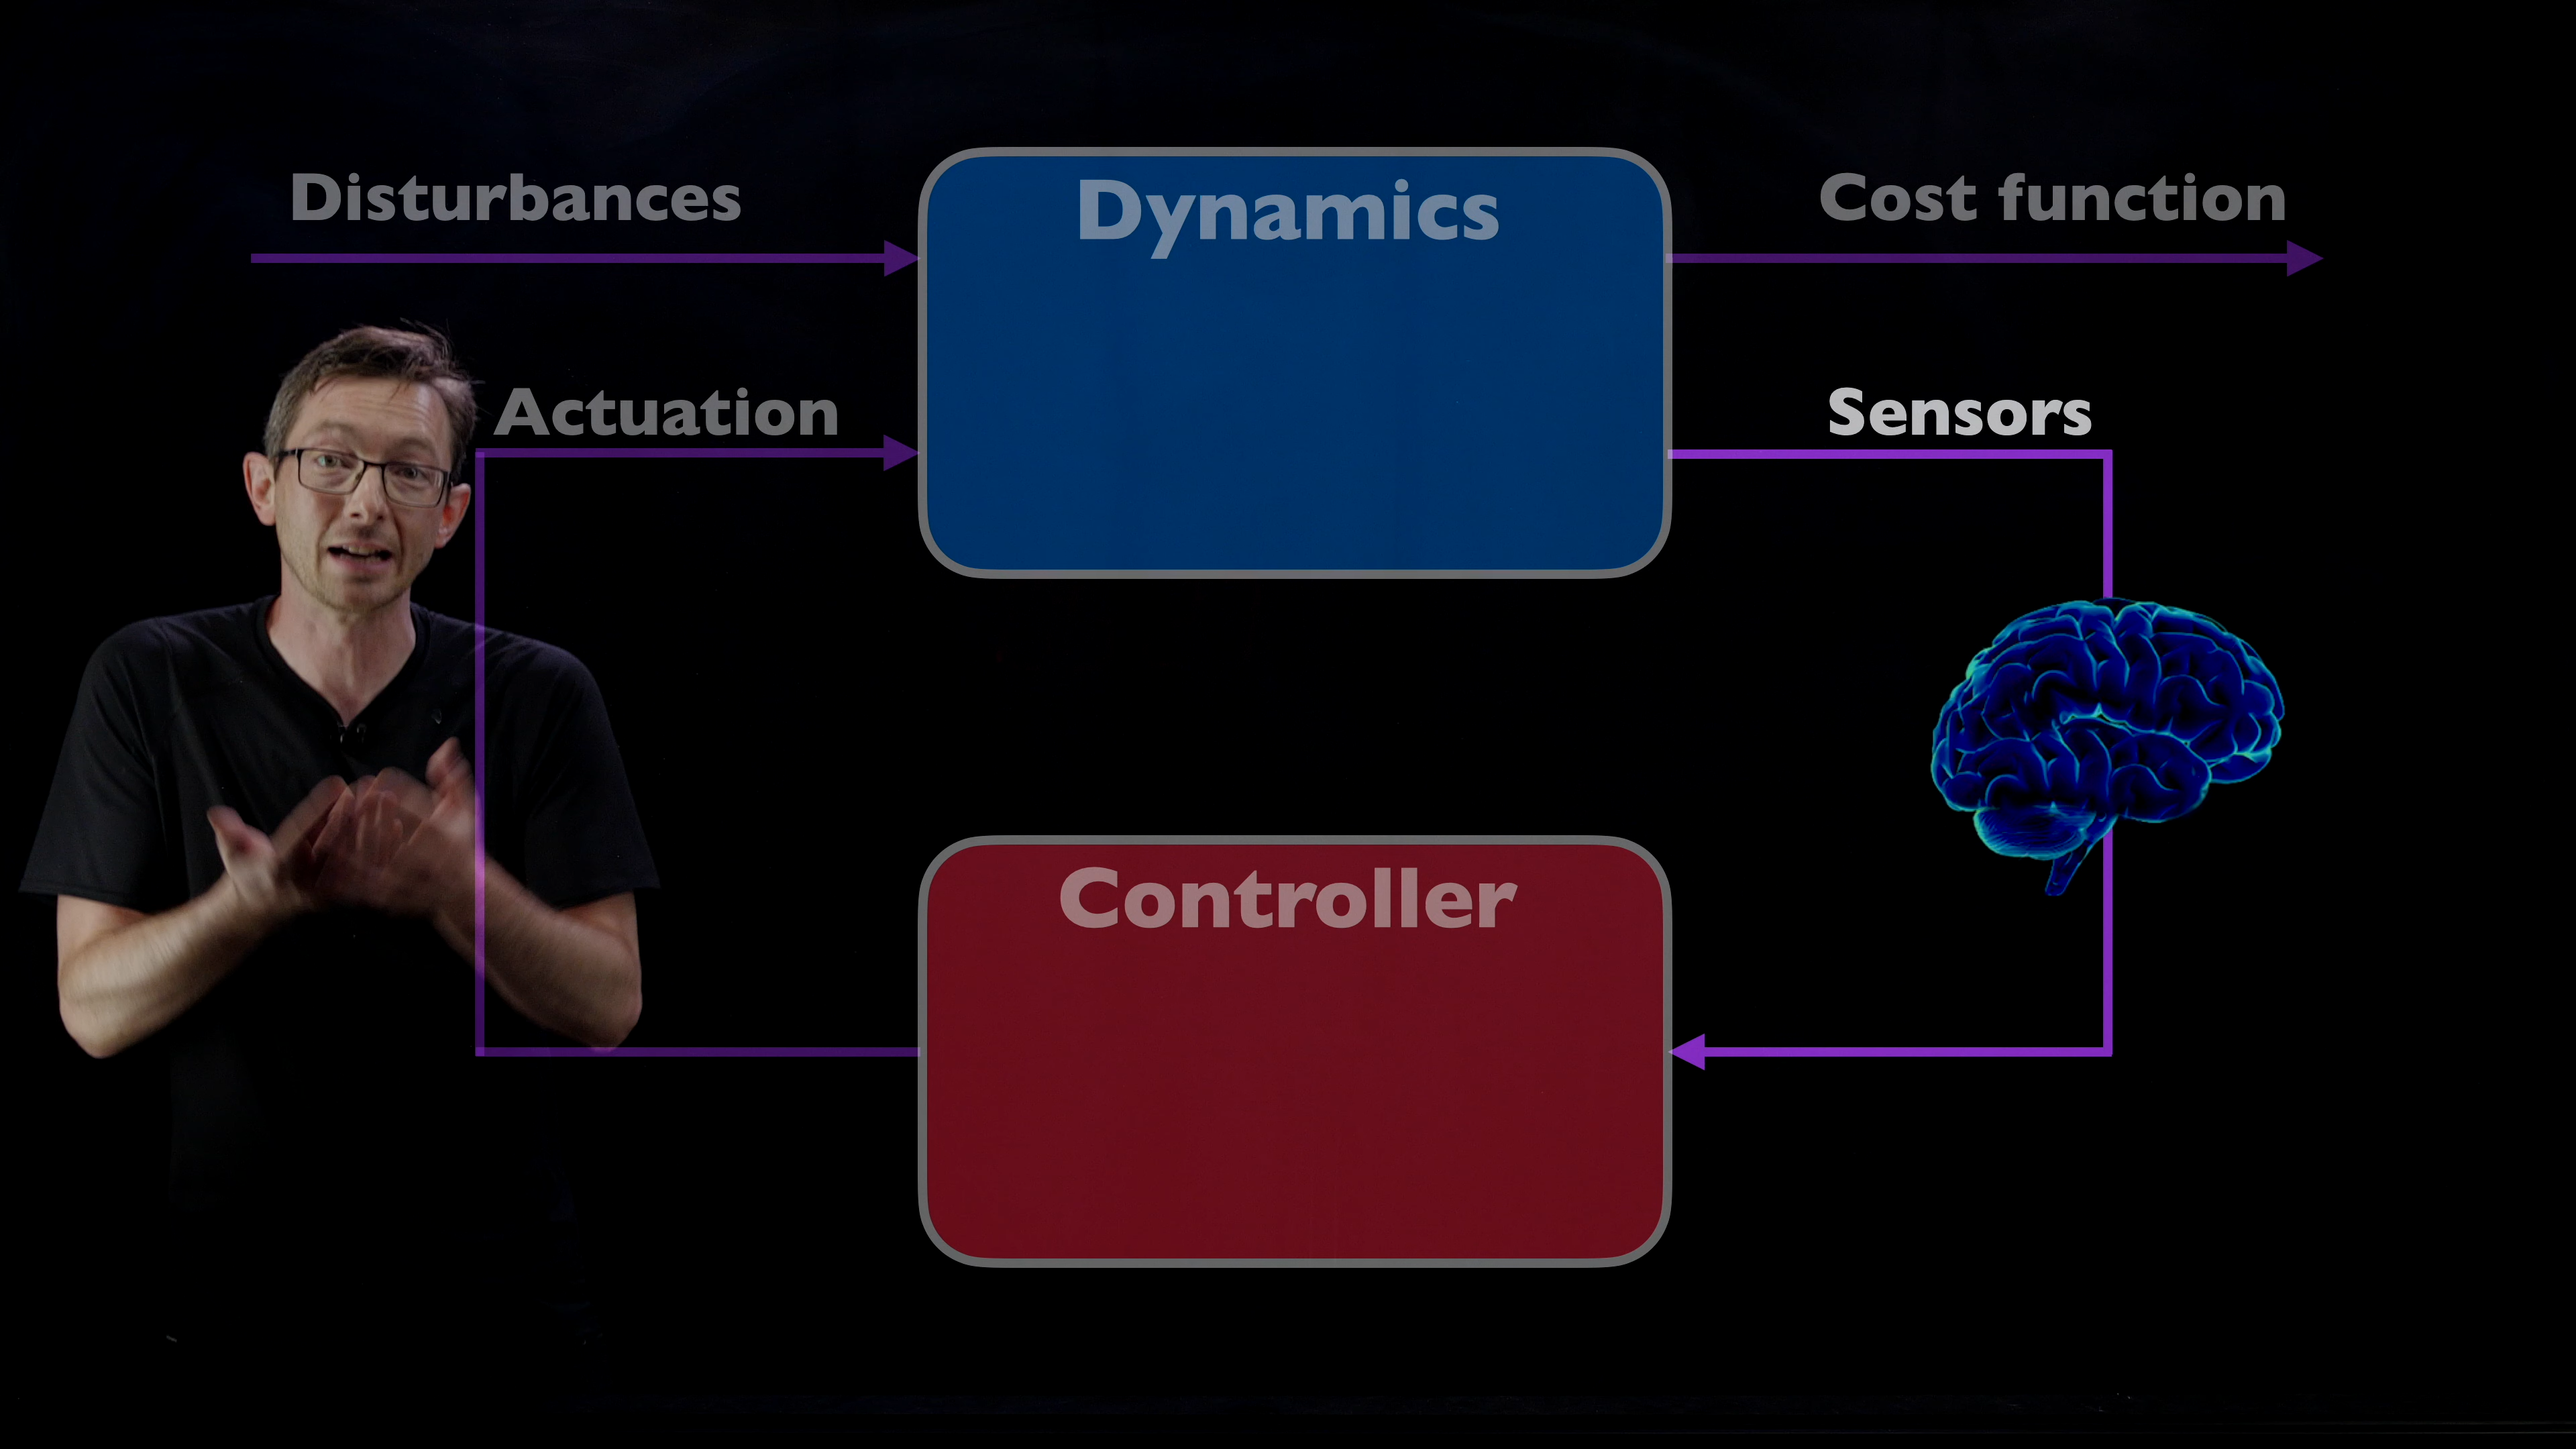 Disturbances
Dynamics
Cost function
Actuation
Sensors
Controller